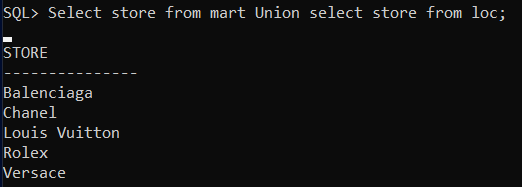 SQL> Select store from mart Union select store from loc;
STORE
---------------
Balenciaga
Chanel
Louis Vuitton
Rolex
Versace